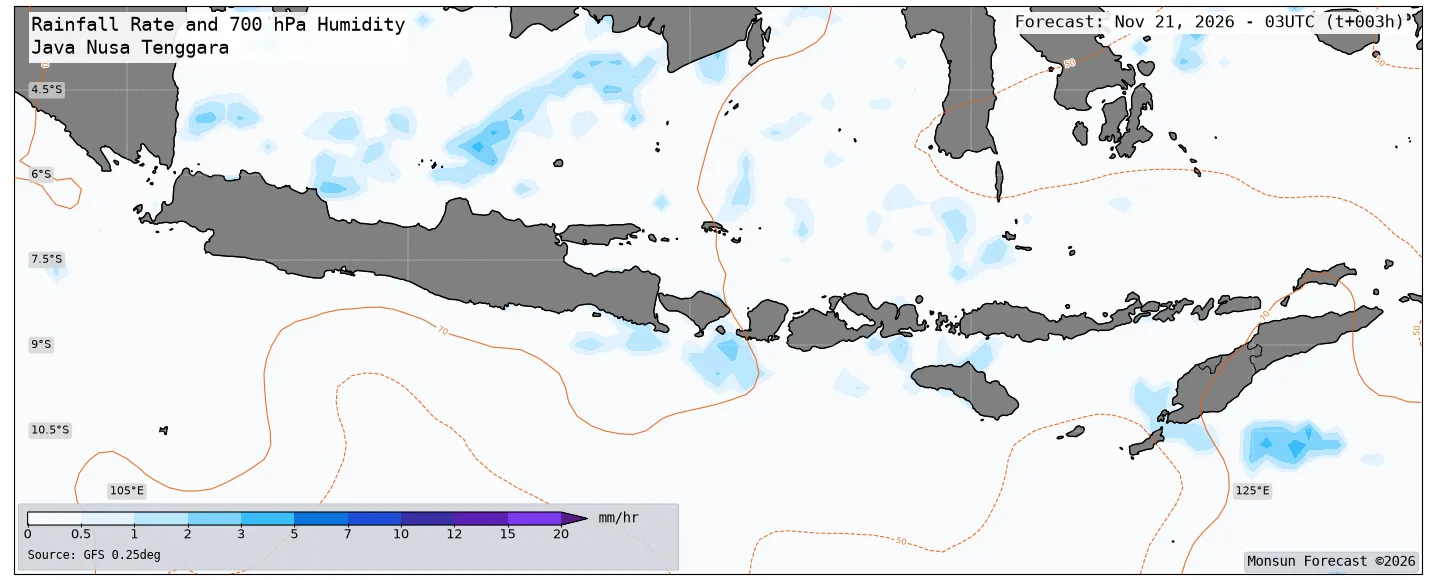 Rainfall Rate and 700 hPa Humidity
Java Nusa Tenggara
Forecast: Nov 21, 2026 - 03UTC (t+003h)
50
50
4.5°S
6°S
7.5°S
70
70
50
9°S
10.5°S
105°E
125°E
50
0 0.5 1 2 3 5 7 10 12 15 20 mm/hr
Source: GFS 0.25deg
Monsun Forecast ©2026